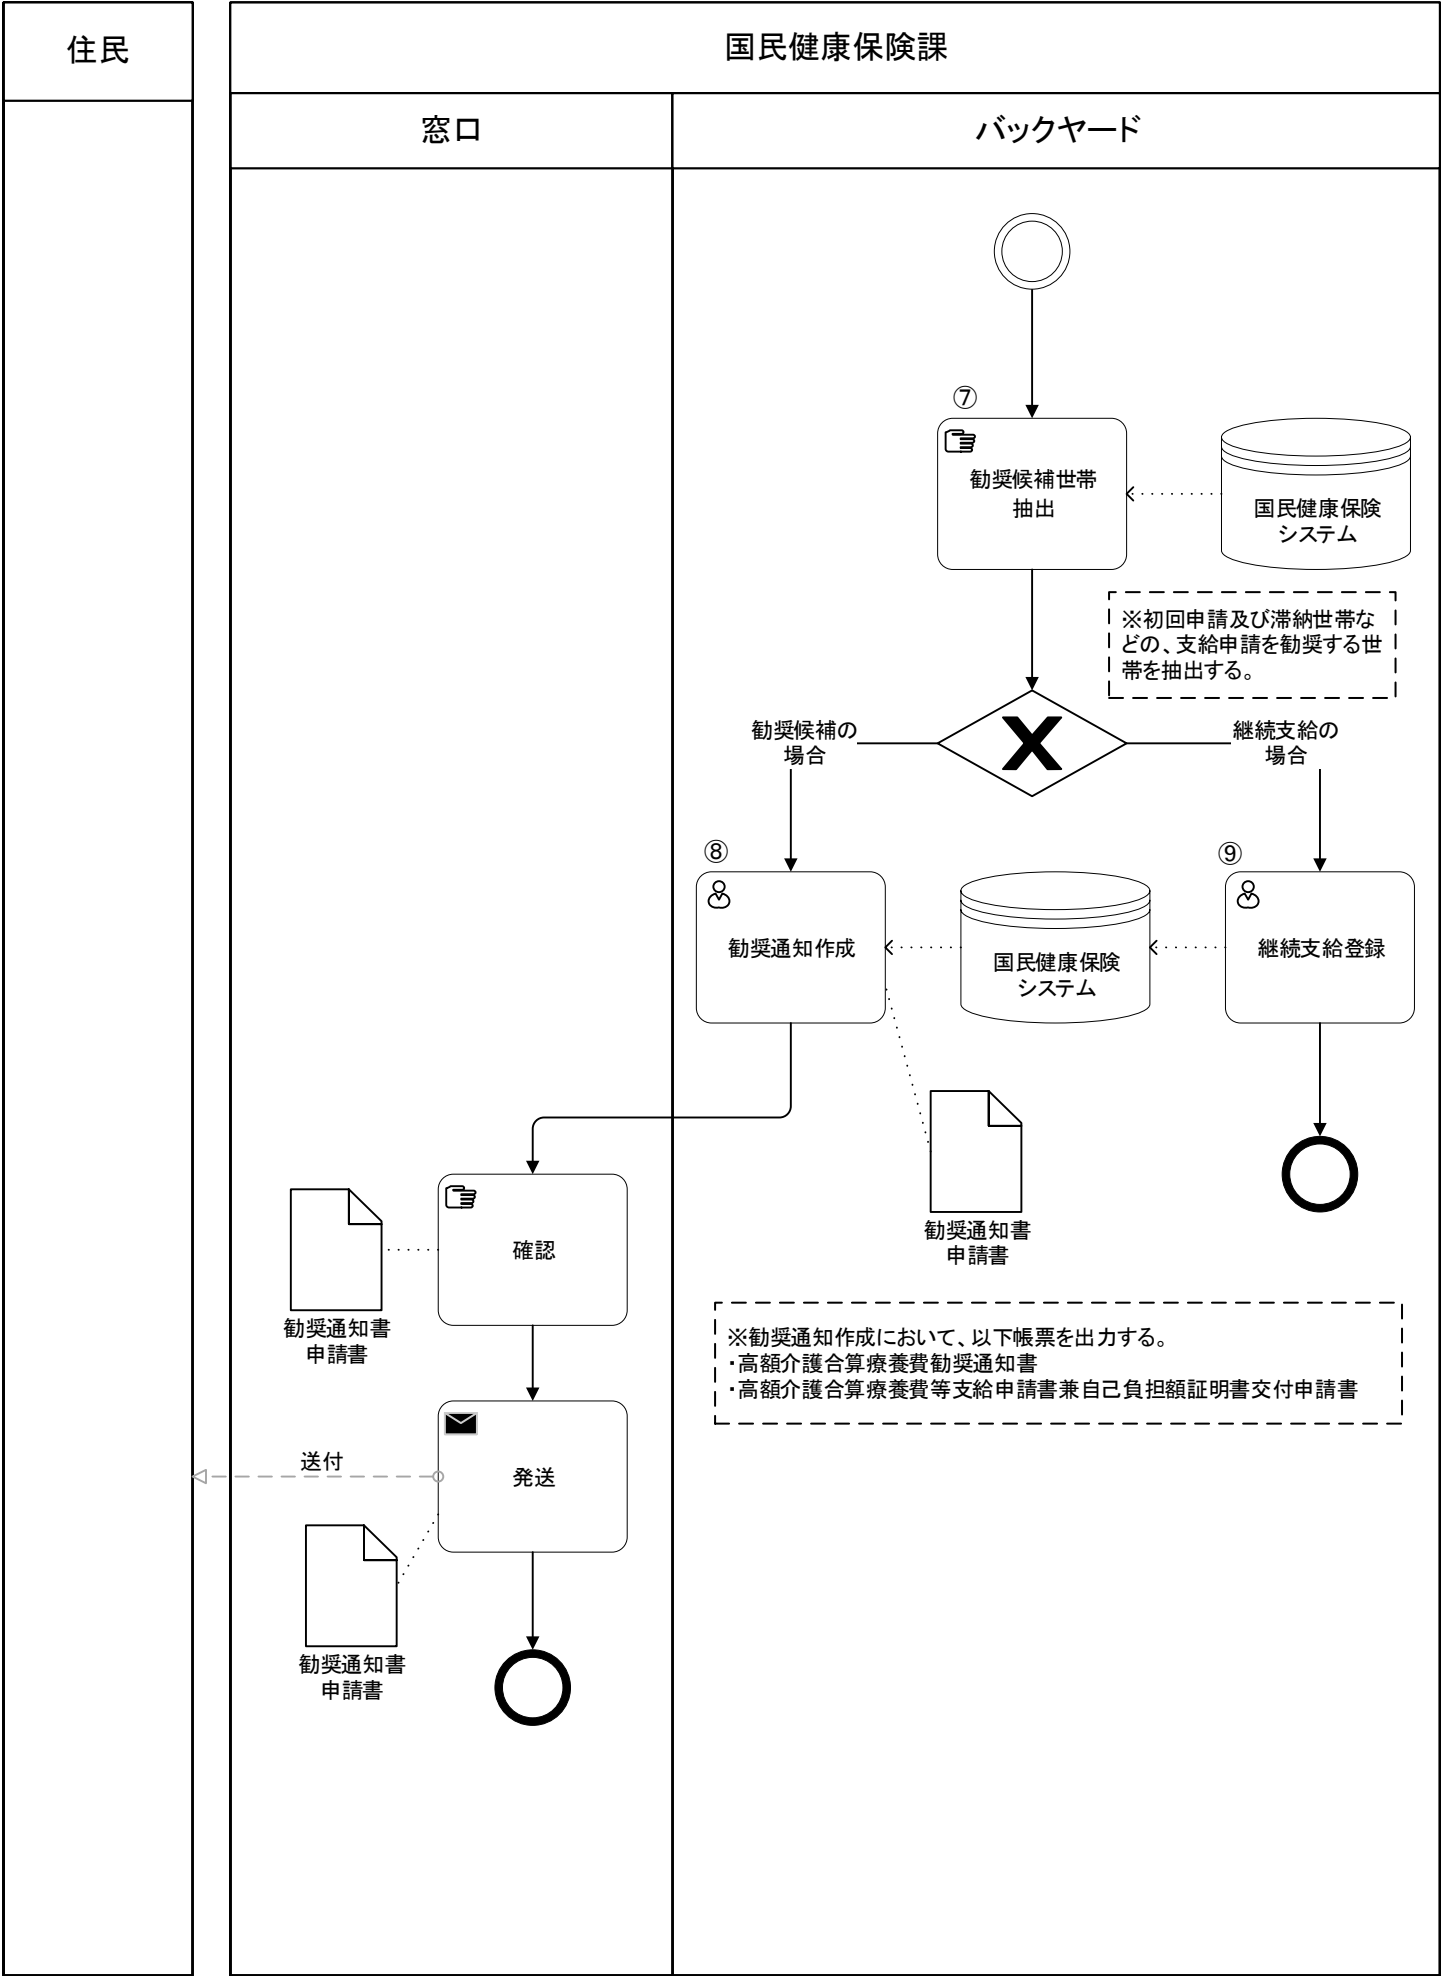 住民
国民健康保険課
窓口
バックヤード
⑦
勧奨候補世帯
抽出
国民健康保険
システム
※初回申請及び滞納世帯な
どの、支給申請を勧奨する世
帯を抽出する。
勧奨候補の
場合
継続支給の
場合
⑧
勧奨通知作成
国民健康保険
システム
⑨
継続支給登録
勧奨通知書
申請書
確認
勧奨通知書
申請書
※勧奨通知作成において、以下帳票を出力する。
・高額介護合算療養費勧奨通知書
・高額介護合算療養費等支給申請書兼自己負担額証明書交付申請書
送付
発送
勧奨通知書
申請書